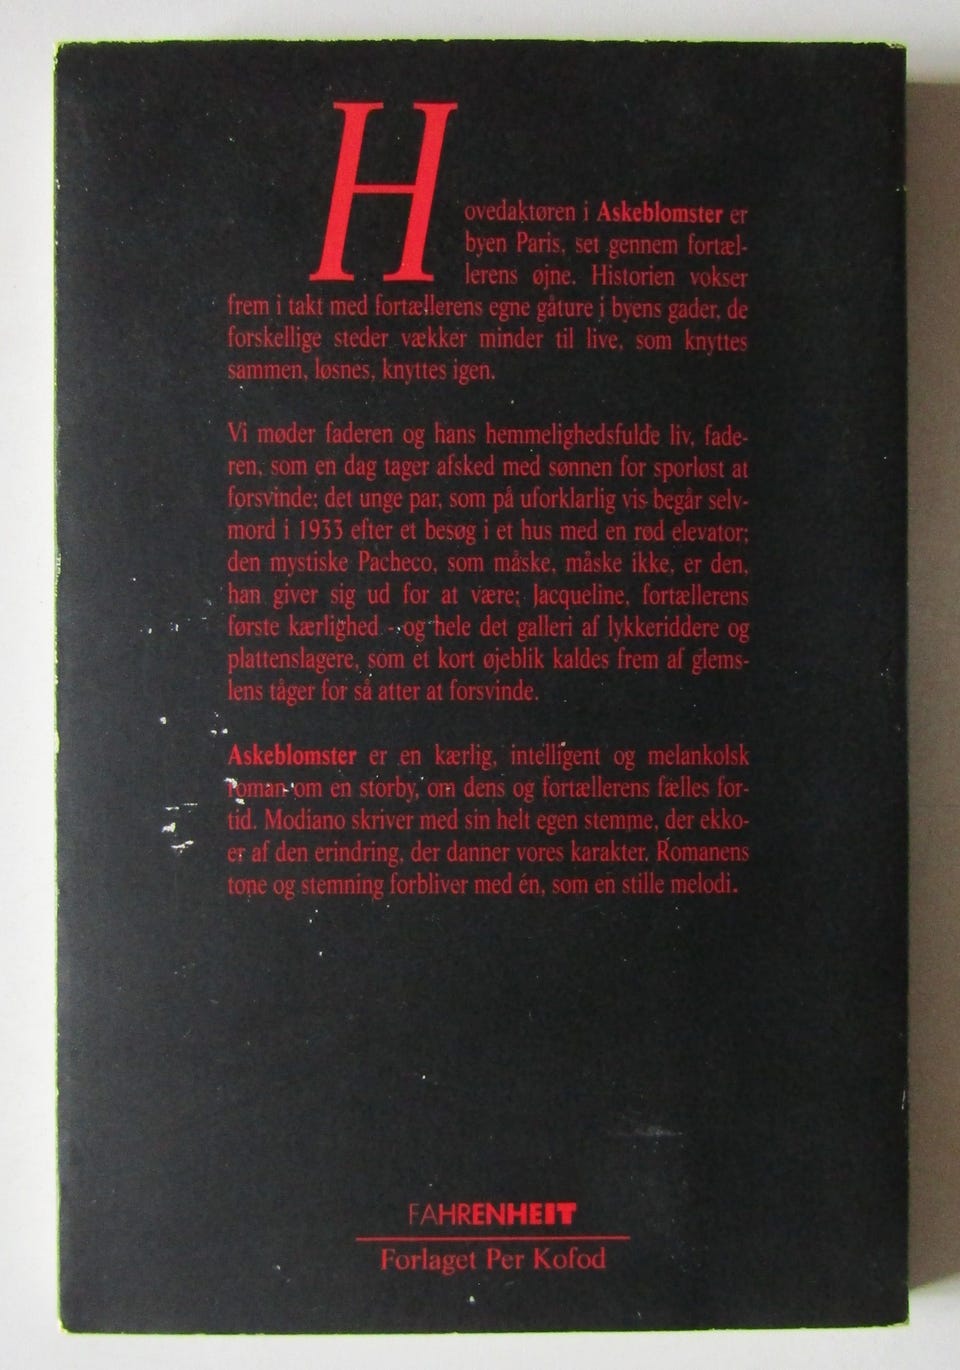 Hovedaktøren i Askeblomster er
byen Paris, set gennem fortæl-
lerens øjne. Historien vokser
frem i takt med fortællerens egne gåture i byens gader, de
forskellige steder vækker minder til live, som knyttes
sammen, løsnes, knyttes igen.
Vi møder faderen og hans hemmelighedsfulde liv, fade-
ren, som en dag tager afsked med sønnen for sporløst at
forsvinde; det unge par, som på uforklarlig vis begår selv-
mord i 1933 efter et besøg i et hus med en rød elevator;
den mystiske Pacheco, som måske, måske ikke, er den,
han giver sig ud for at være; Jacqueline, fortællerens
første kærlighed - og hele det galleri af lykkeriddere og
plattenslagere, som et kort øjeblik kaldes frem af glems-
lens tåger for så atter at forsvinde.
Askeblomster er en kærlig, intelligent og melankolsk
roman om en storby, om dens og fortællerens fælles for-
tid. Modiano skriver med sin helt egen stemme, der ekko-
er af den erindring, der danner vores karakter. Romanens
tone og stemning forbliver med én, som en stille melodi.
FAHRENHEIT
Forlaget Per Kofod